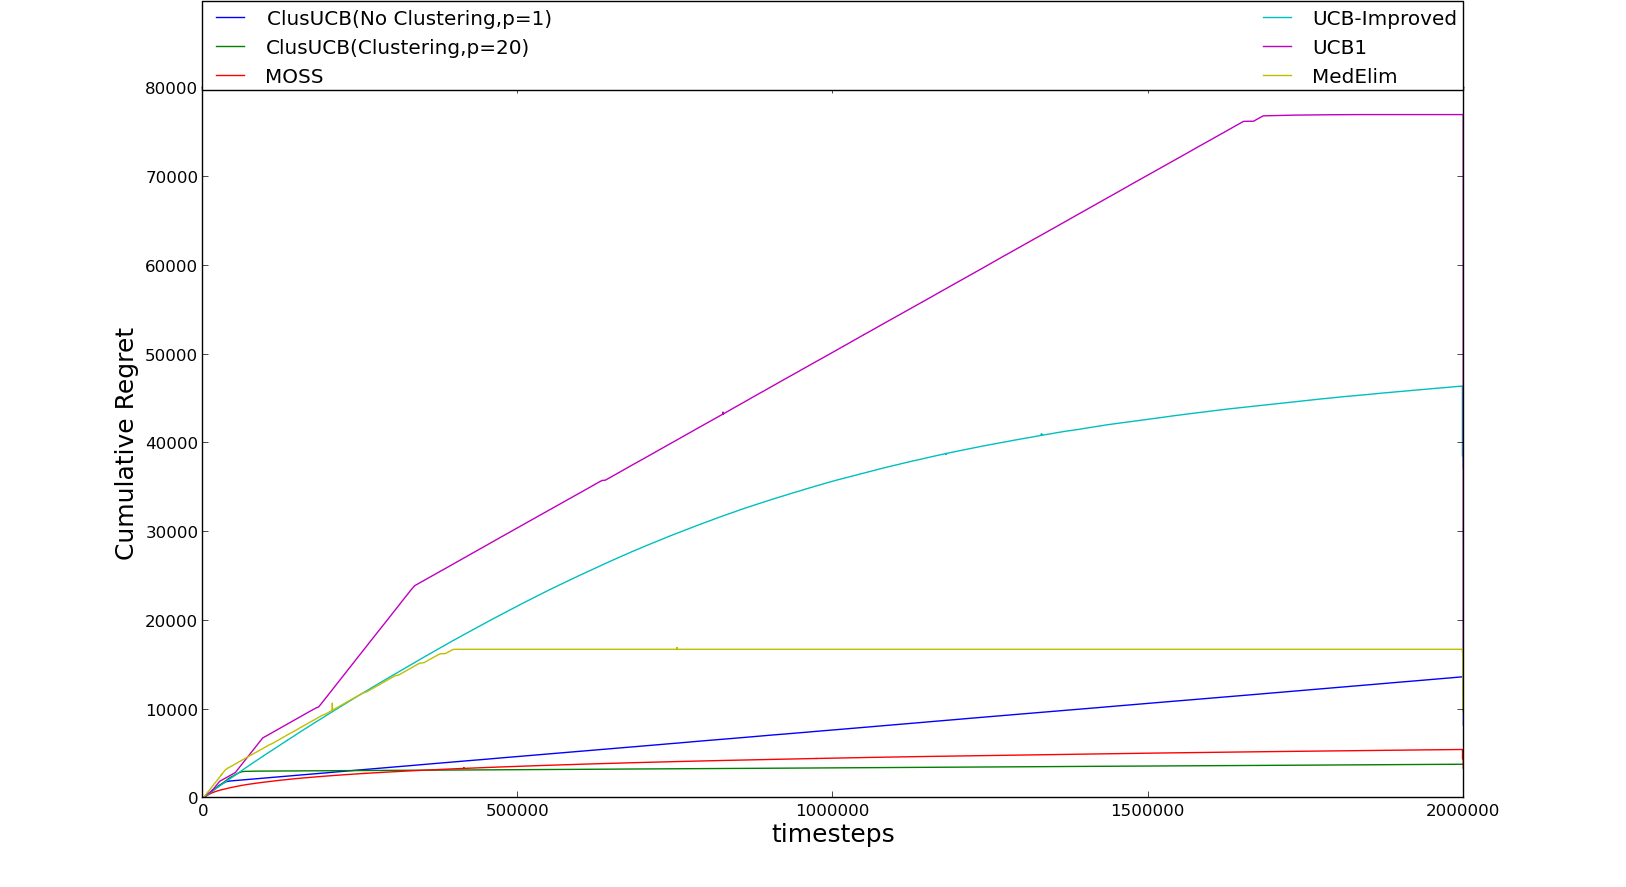 ClusUCB(No Clustering,p=1)
ClusUCB(Clustering,p=20)
MOSS
UCB-Improved
UCB1
MedElim
80000
70000
60000
50000
40000
30000
20000
10000
0
Cumulative Regret
0
500000
1000000
1500000
2000000
timesteps